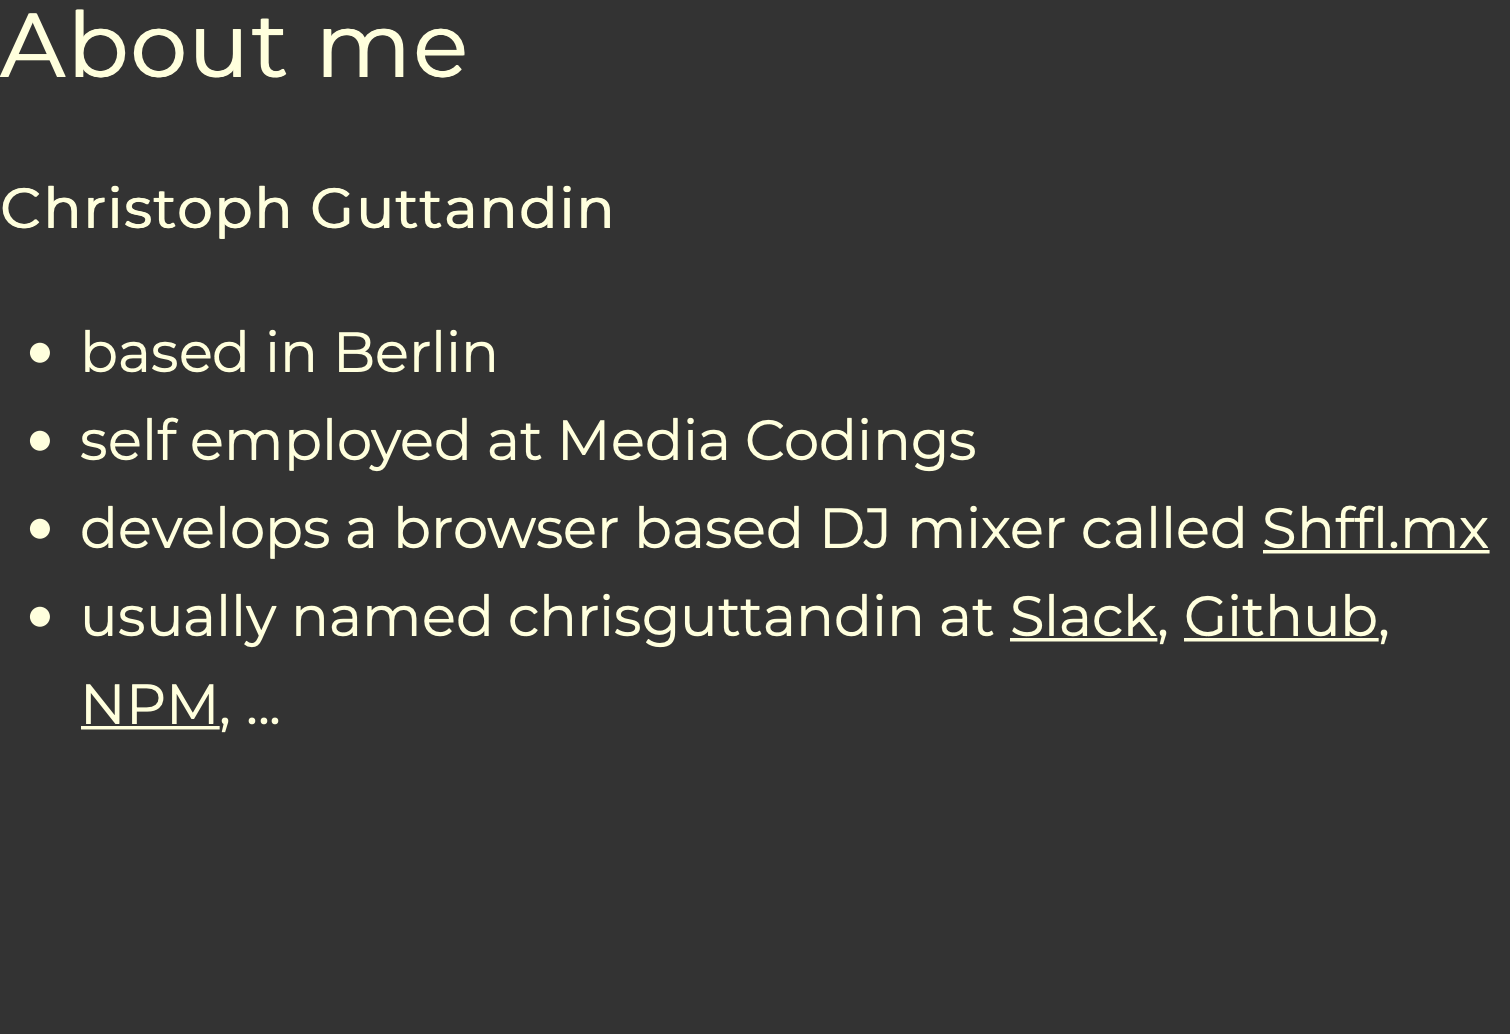 About me
Christoph Guttandin
based in Berlin
self employed at Media Codings
develops a browser based DJ mixer called Shffl.mx
usually named chrisguttandin at Slack, Github,
NPM, ...